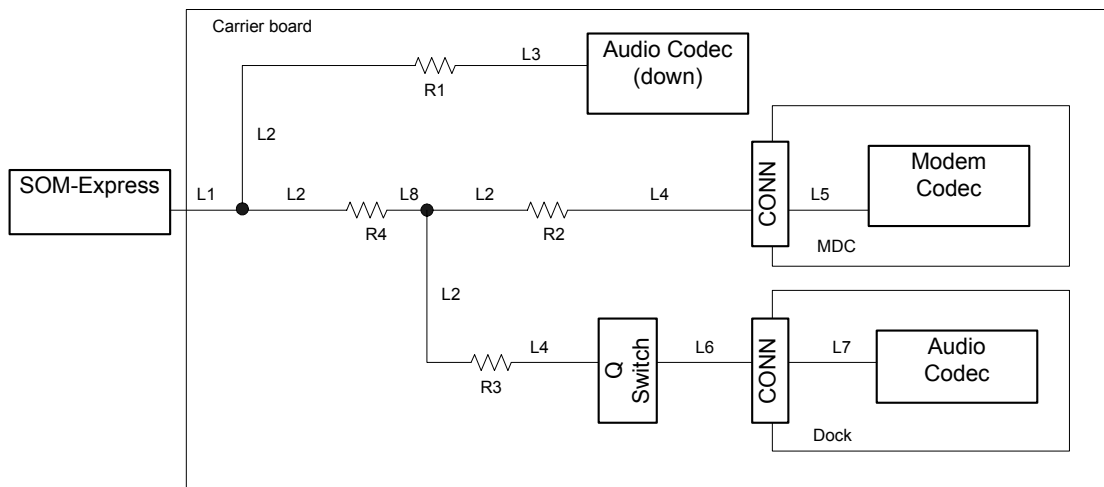 Carrier board
Audio Codec
(down)
L3
R1
L2
SOM-Express
L1
L2
R4
L8
L2
R2
L4
CONN
L5
Modem
Codec
MDC
L2
R3
L4
Q
Switch
L6
CONN
L7
Audio
Codec
Dock